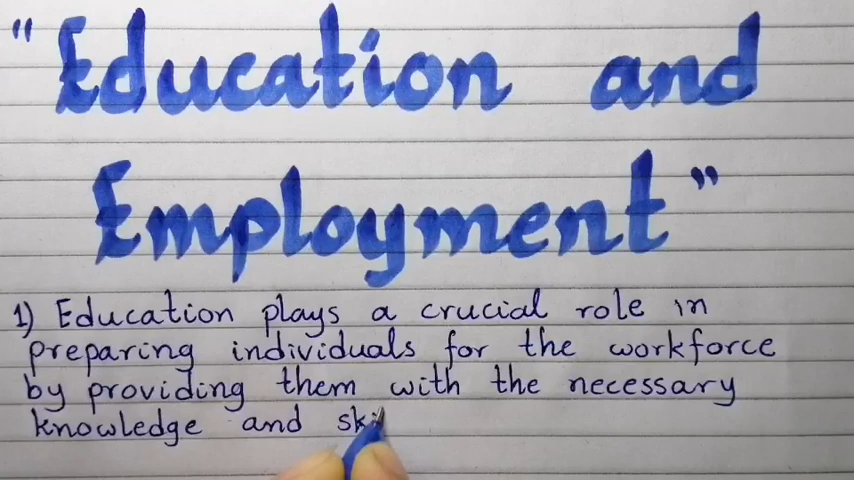 "Education and
Employment"
1) Education plays a crucial role in
preparing individuals for the workforce
by providing them with the necessary
knowledge and